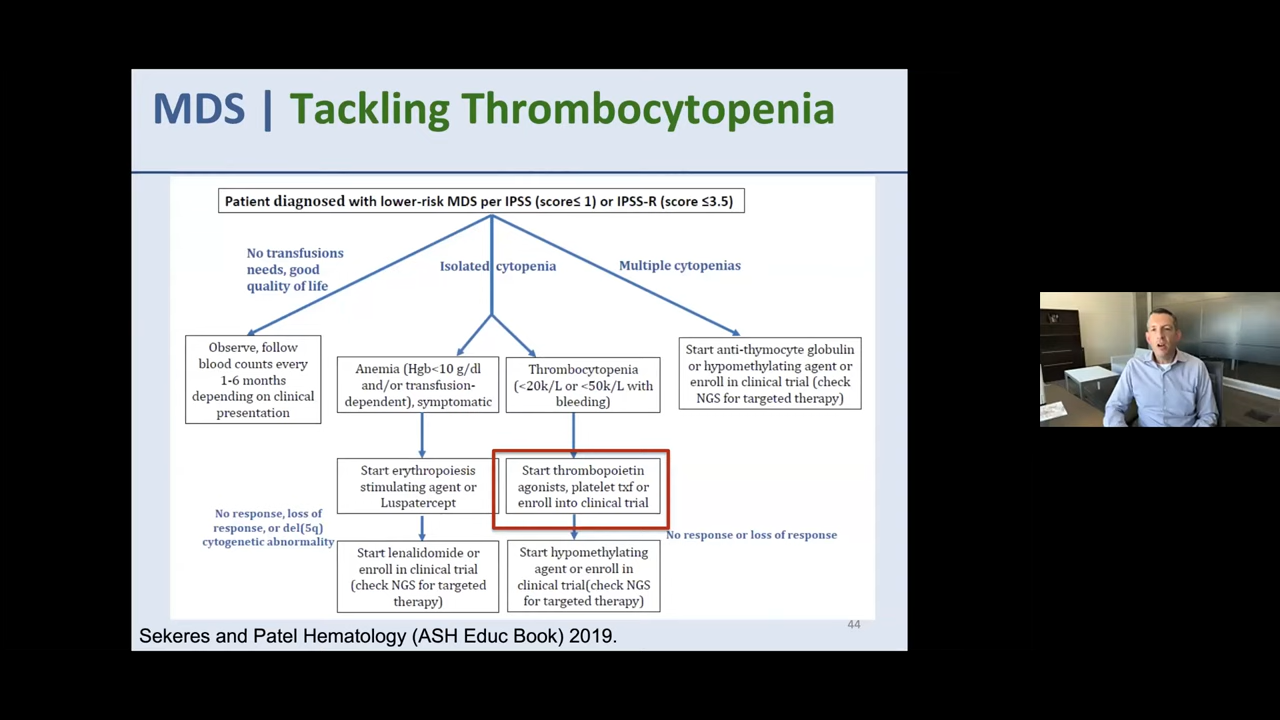 MDS | Tackling Thrombocytopenia
Patient diagnosed with lower-risk MDS per IPSS (score≤ 1) or IPSS-R (score ≤3.5)
No transfusions
needs, good
quality of life
Isolated cytopenia
Multiple cytopenias
Observe, follow
blood counts every
1-6 months
depending on clinical
presentation
Anemia (Hgb<10 g/dl
and/or transfusion-
dependent), symptomatic
Thrombocytopenia
(<20k/L or <50k/L with
bleeding)
Start anti-thymocyte globulin
or hypomethylating agent or
enroll in clinical trial (check
NGS for targeted therapy)
Start erythropoiesis
stimulating agent or
Luspatercept
Start thrombopoietin
agonists, platelet txf or
enroll into clinical trial
No response, loss of
response, or del(5q)
cytogenetic abnormality
No response or loss of response
Start lenalidomide or
enroll in clinical trial
(check NGS for targeted
therapy)
Start hypomethylating
agent or enroll in
clinical trial(check NGS
for targeted therapy)
44
Sekeres and Patel Hematology (ASH Educ Book) 2019.